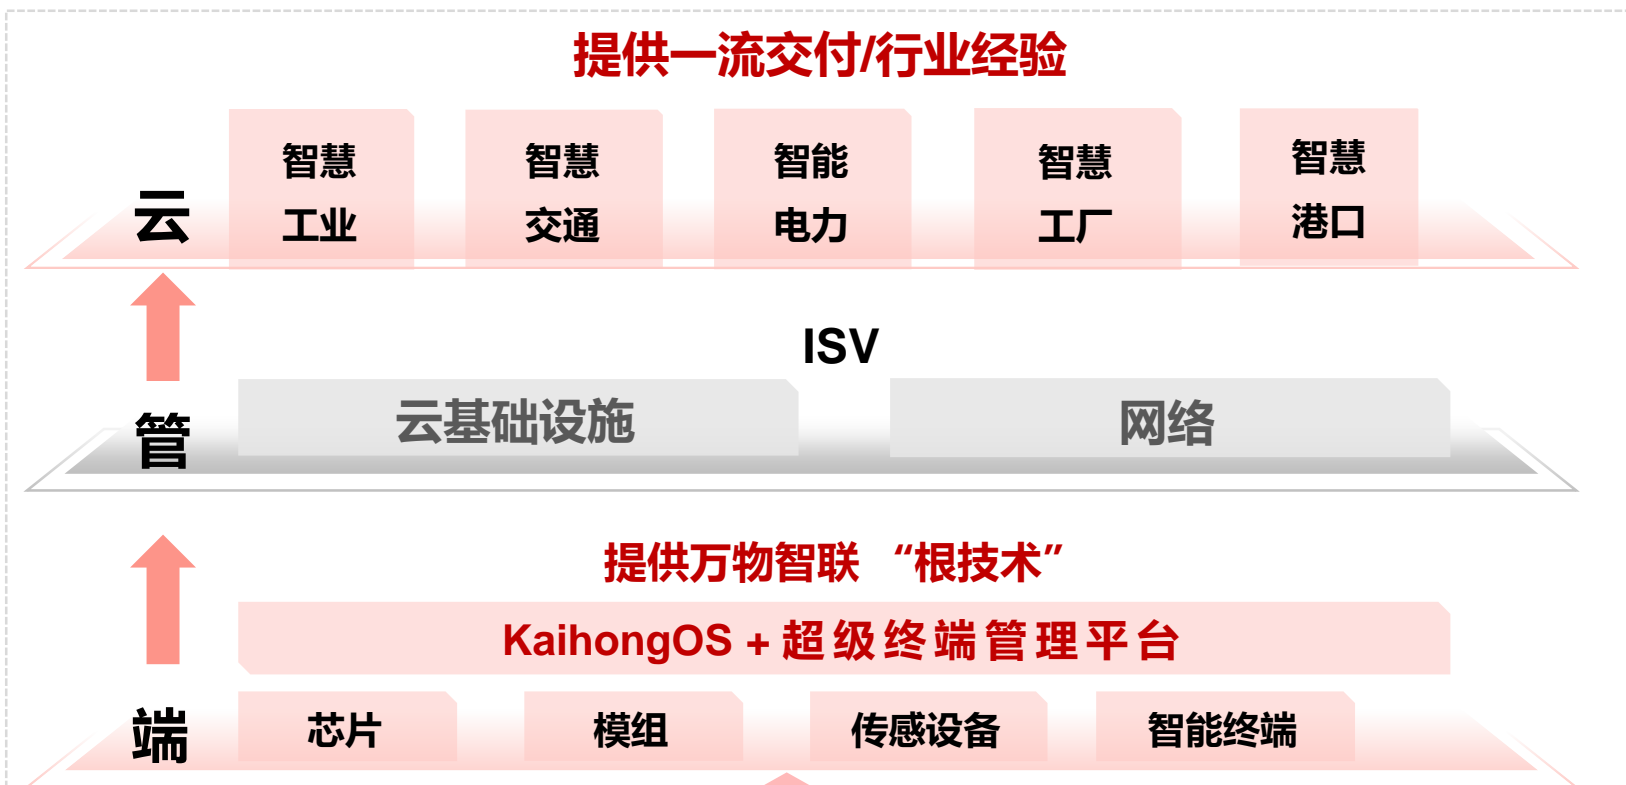 提供一流交付/行业经验
云
智慧
工业
智慧
交通
智能
电力
智慧
工厂
智慧
港口
ISV
管
云基础设施
网络
提供万物智联 “根技术”
KaihongOS + 超级终端管理平台
端
芯片
模组
传感设备
智能终端